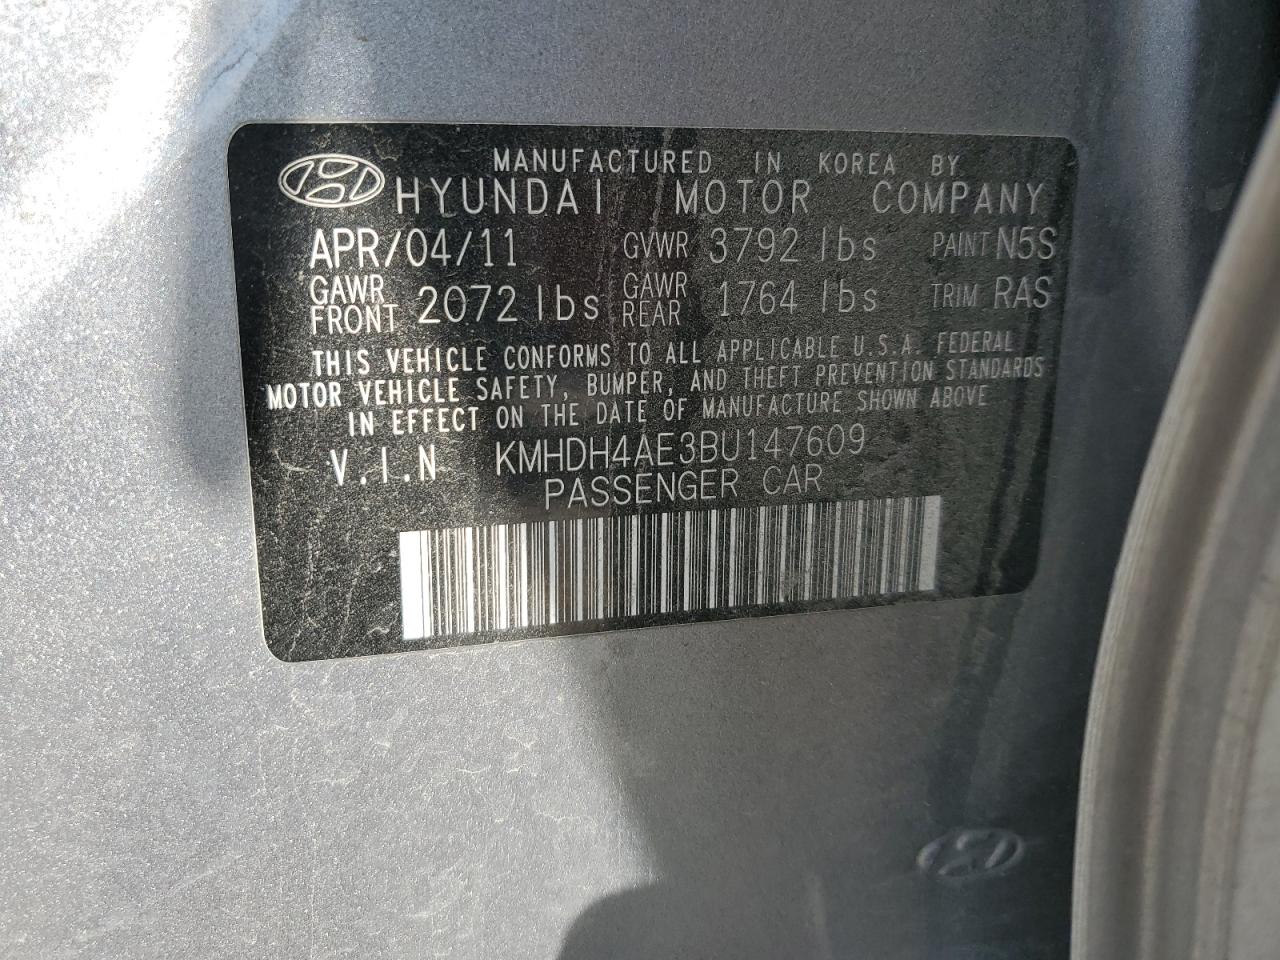 MANUFACTURED IN KOREA BY
HYUNDAI MOTOR COMPANY
APR/04/11 GVWR 3792 lbs PAINT N5S
GAWR FRONT 2072 lbs GAWR REAR 1764 lbs TRIM RAS
THIS VEHICLE CONFORMS TO ALL APPLICABLE U.S.A. FEDERAL
MOTOR VEHICLE SAFETY, BUMPER, AND THEFT PREVENTION STANDARDS
IN EFFECT ON THE DATE OF MANUFACTURE SHOWN ABOVE
V.I.N KMHDH4AE3BU147609
PASSENGER CAR